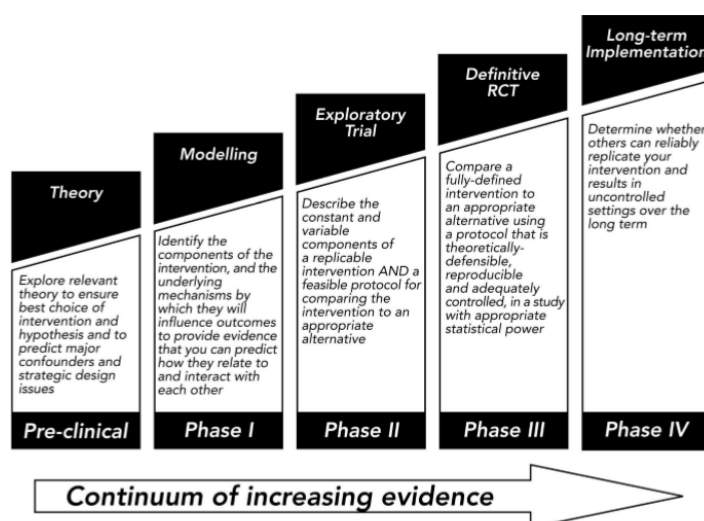 Theory
Explore relevant
theory to ensure
best choice of
intervention and
hypothesis and to
predict major
confounders and
strategic design
issues
Pre-clinical
Modelling
Identify the
components of the
intervention, and the
underlying
mechanisms by
which they will
influence outcomes
to provide evidence
that you can predict
how they relate to
and interact with
each other
Phase I
Exploratory
Trial
Describe the
constant and
variable
components of
a replicable
intervention AND a
feasible protocol for
comparing the
intervention to an
appropriate
alternative
Phase II
Definitive
RCT
Compare a
fully-defined
intervention to
an appropriate
alternative using
a protocol that is
theoretically-
defensible,
reproducible
and adequately
controlled, in a study
with appropriate
statistical power
Phase III
Long-term
Implementation
Determine whether
others can reliably
replicate your
intervention and
results in
uncontrolled
settings over the
long term
Phase IV
Continuum of increasing evidence